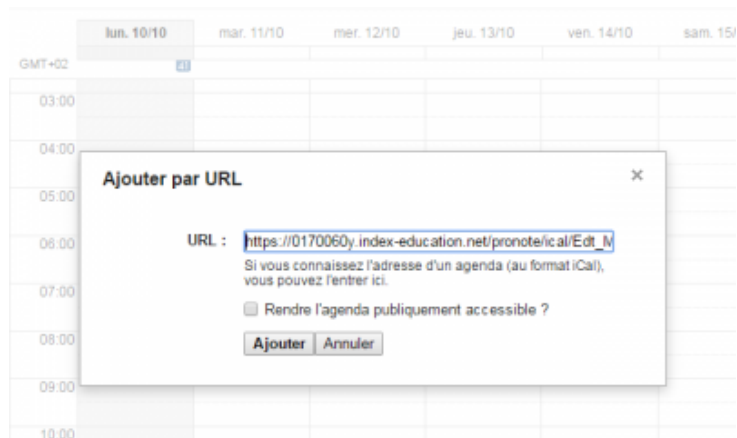 lun. 10/10 mar. 11/10 mer. 12/10 jeu. 13/10 ven. 14/10 sam. 15/
GMT+02
03:00
04:00
Ajouter par URL ×
05:00
06:00 URL : https://0170060y.index-education.net/pronote/ical/Edt_M
Si vous connaissez l'adresse d'un agenda (au format iCal),
vous pouvez l'entrer ici.
07:00
Rendre l'agenda publiquement accessible ?
08:00 Ajouter Annuler
09:00
10:00